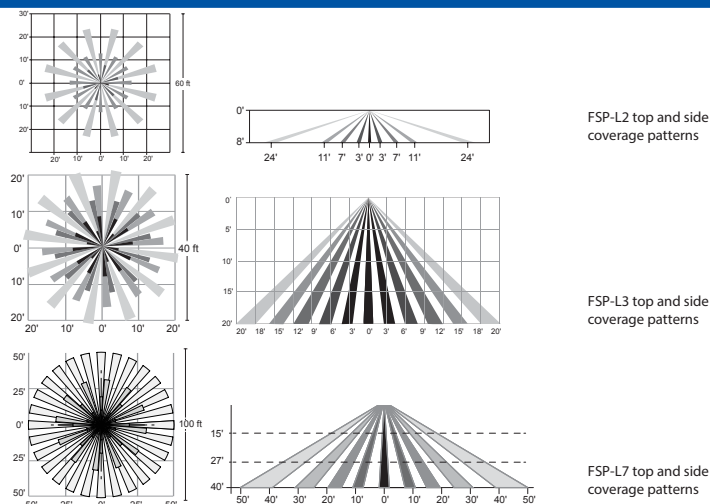 30'
20'
10'
0'
10'
20'
20' 10' 0' 10' 20'
60 ft
0'
8'
24' 11' 7' 3' 0' 3' 7' 11' 24'
FSP-L2 top and side
coverage patterns
20'
10'
0'
10'
20'
20' 10' 0' 10' 20'
40 ft
0'
5'
10'
15'
20'
20' 18' 15' 12' 9' 6' 3' 0' 3' 6' 9' 12' 15' 18' 20'
FSP-L3 top and side
coverage patterns
50'
25'
0'
25'
50'
50' 25' 0' 25' 50'
100 ft
15'
27'
40'
50' 40' 30' 20' 10' 0' 10' 20' 30' 40' 50'
FSP-L7 top and side
coverage patterns